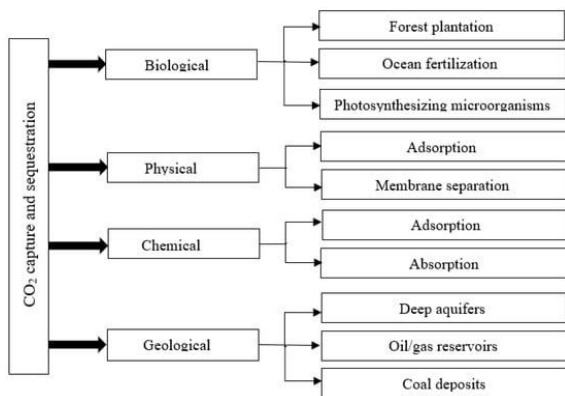 CO₂ capture and sequestration
Biological
Forest plantation
Ocean fertilization
Photosynthesizing microorganisms
Physical
Adsorption
Membrane separation
Chemical
Adsorption
Absorption
Geological
Deep aquifers
Oil/gas reservoirs
Coal deposits